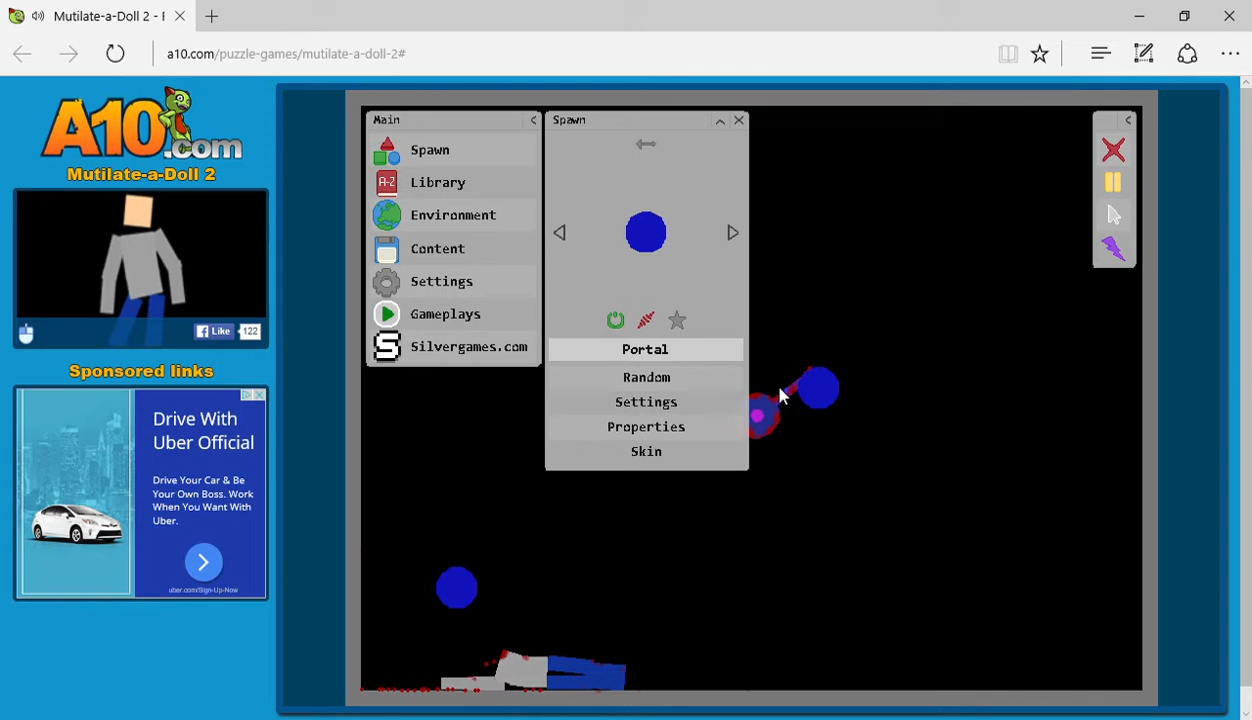 Mutilate-a-Doll 2 - F
a10.com/puzzle-games/mutilate-a-doll-2#
A10.com
Mutilate-a-Doll 2
Like
122
Sponsored links
Drive With
Uber Official
Drive Your Car & Be
Your Own Boss. Work
When You Want With
Uber.
uber.com/Sign-Up-Now
Main
Spawn
A-Z
Library
Environment
Content
Settings
Gameplays
S
Silvergames.com
Spawn
Portal
Random
Settings
Properties
Skin